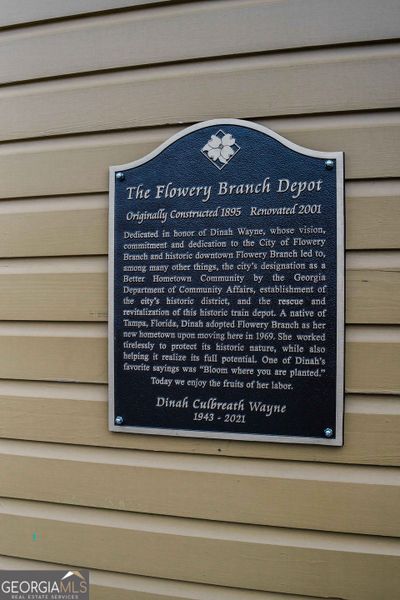 The Flowery Branch Depot
Originally Constructed 1895 Renovated 2001
Dedicated in honor of Dinah Wayne, whose vision,
commitment and dedication to the City of Flowery
Branch and historic downtown Flowery Branch led to,
among many other things, the city's designation as a
Better Hometown Community by the Georgia
Department of Community Affairs, establishment of
the city's historic district, and the rescue and
revitalization of this historic train depot. A native of
Tampa, Florida, Dinah adopted Flowery Branch as her
new hometown upon moving here in 1969. She worked
tirelessly to protect its historic nature, while also
helping it realize its full potential. One of Dinah's
favorite sayings was "Bloom where you are planted."
Today we enjoy the fruits of her labor.
Dinah Culbreath Wayne
1943 - 2021
GEORGIAMLS
REAL ESTATE SERVICES